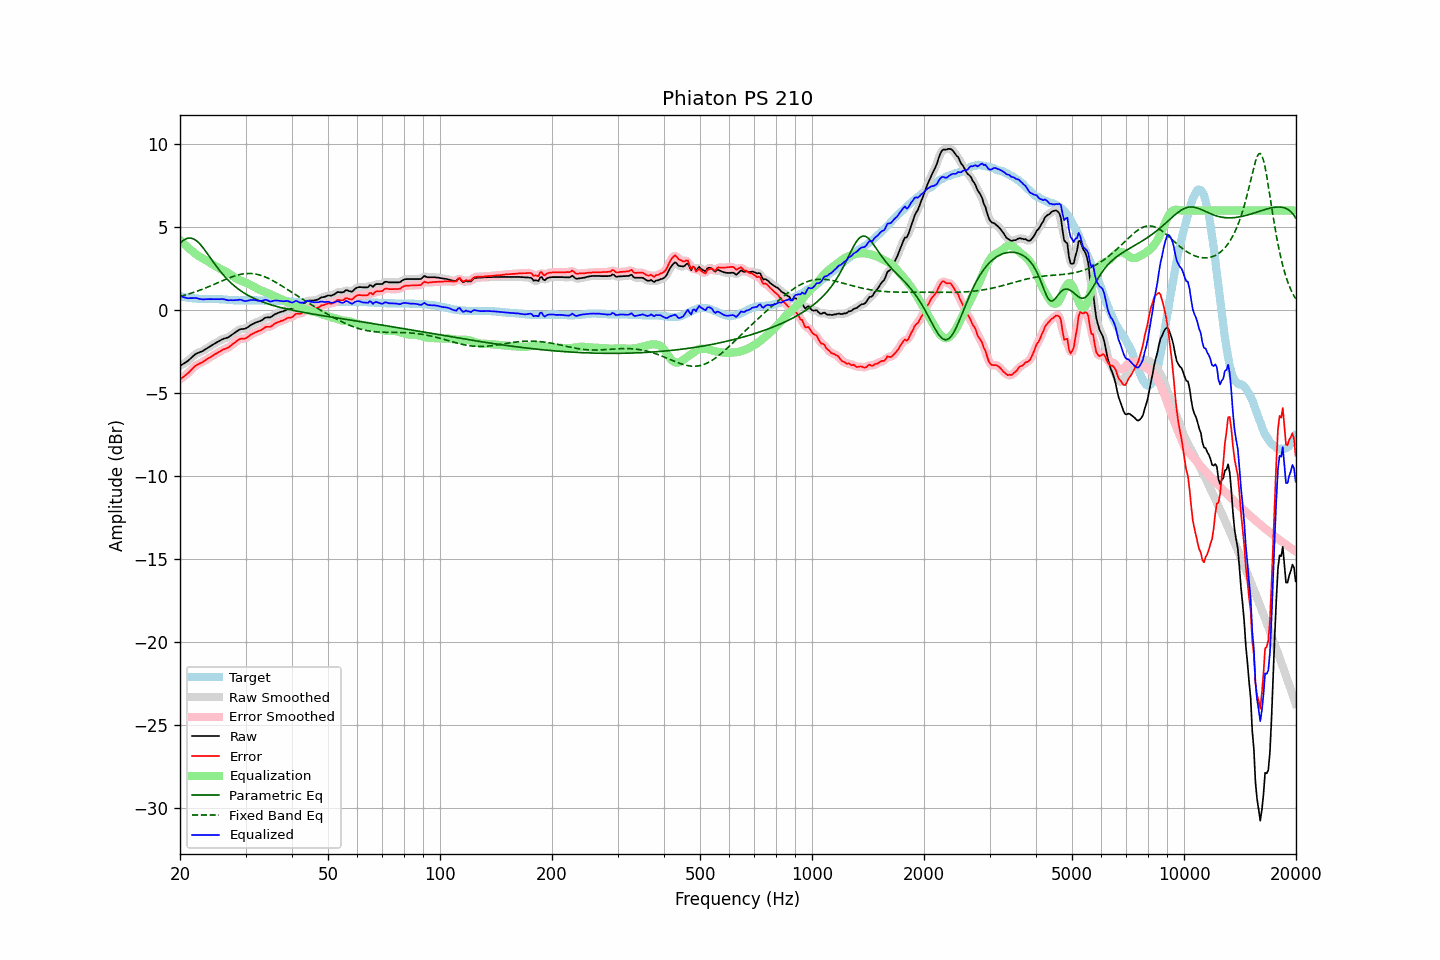 Phiaton PS 210
10
5
0
−5
−10
−15
−20
−25
−30
Amplitude (dBr)
Target
Raw Smoothed
Error Smoothed
Raw
Error
Equalization
Parametric Eq
Fixed Band Eq
Equalized
20 50 100 200 500 1000 2000 5000 10000 20000
Frequency (Hz)